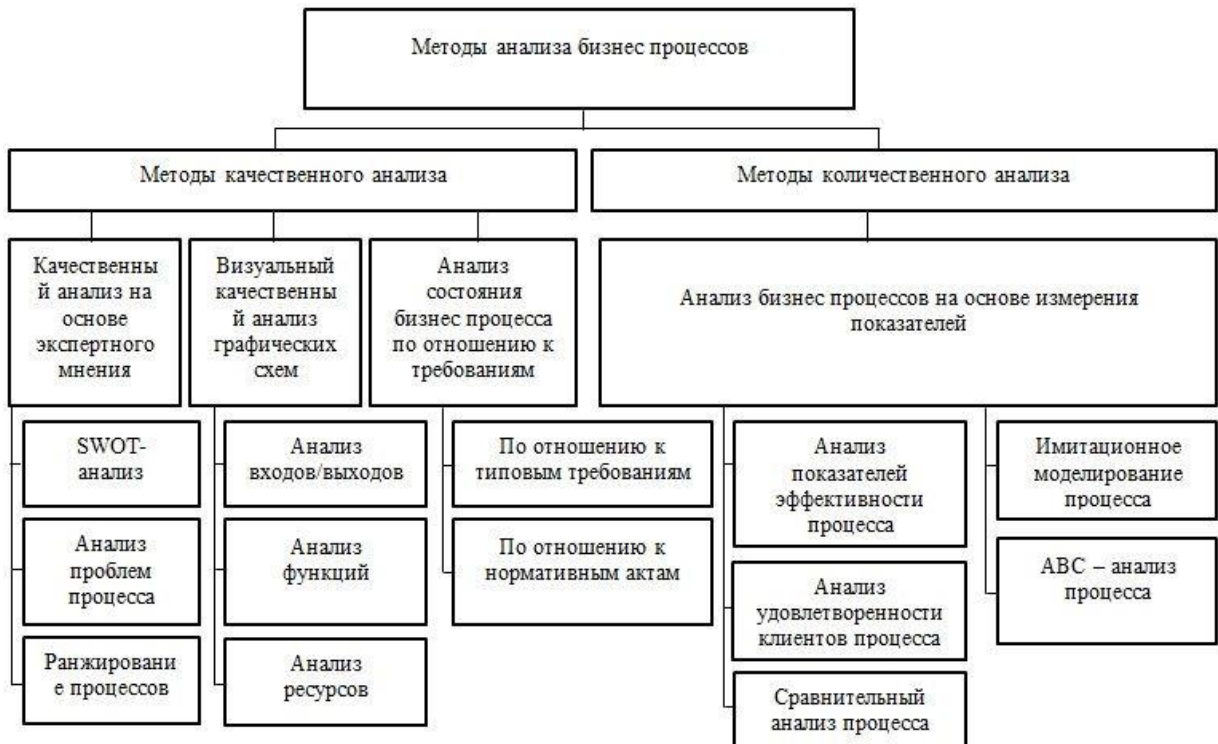 Методы анализа бизнес процессов
Методы качественного анализа
Методы количественного анализа
Качественны
й анализ на
основе
экспертного
мнения
Визуальный
качественны
й анализ
графических
схем
Анализ
состояния
бизнес процесса
по отношению к
требованиям
Анализ бизнес процессов на основе измерения
показателей
SWOT-
анализ
Анализ
проблем
процесса
Ранжировани
е процессов
Анализ
входов/выходов
Анализ
функций
Анализ
ресурсов
По отношению к
типовым требованиям
По отношению к
нормативным актам
Анализ
показателей
эффективности
процесса
Анализ
удовлетворенности
клиентов процесса
Сравнительный
анализ процесса
Имитационное
моделирование
процесса
АВС – анализ
процесса